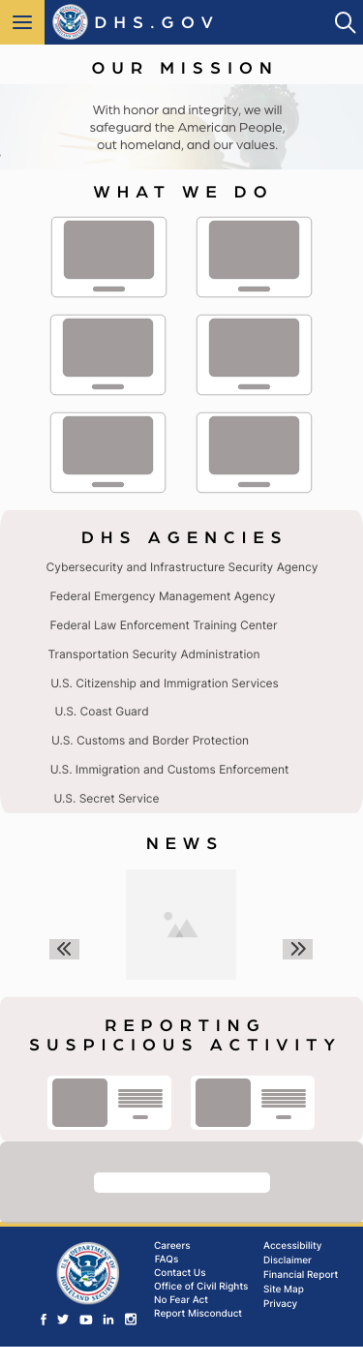 DHS.GOV
OUR MISSION
With honor and integrity, we will
safeguard the American People,
out homeland, and our values.
WHAT WE DO
DHS AGENCIES
Cybersecurity and Infrastructure Security Agency
Federal Emergency Management Agency
Federal Law Enforcement Training Center
Transportation Security Administration
U.S. Citizenship and Immigration Services
U.S. Coast Guard
U.S. Customs and Border Protection
U.S. Immigration and Customs Enforcement
U.S. Secret Service
NEWS
REPORTING
SUSPICIOUS ACTIVITY
U.S. DEPARTMENT OF
HOMELAND SECURITY
Careers
FAQs
Contact Us
Office of Civil Rights
No Fear Act
Report Misconduct
Accessibility
Disclaimer
Financial Report
Site Map
Privacy